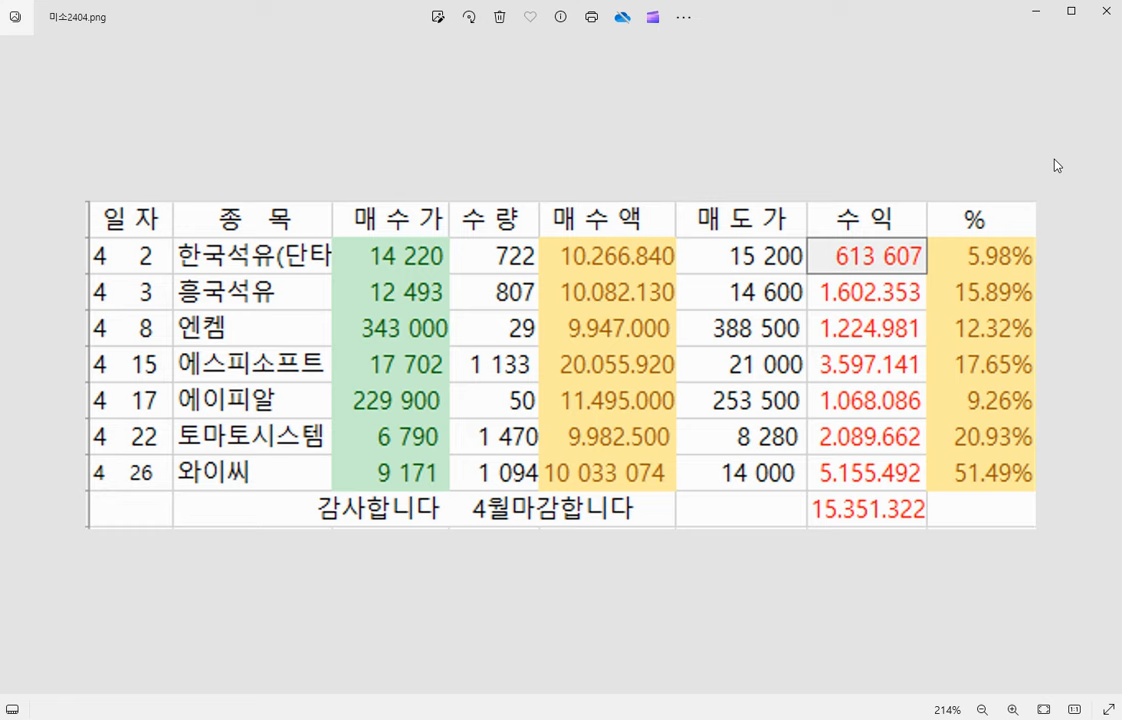 미소2404.png
일 자 종 목 매 수 가 수 량 매 수 액 매 도 가 수 익 %
4 2 한국석유(단타 14 220 722 10.266.840 15 200 613 607 5.98%
4 3 흥국석유 12 493 807 10.082.130 14 600 1.602.353 15.89%
4 8 엔켐 343 000 29 9.947.000 388 500 1.224.981 12.32%
4 15 에스피소프트 17 702 1 133 20.055.920 21 000 3.597.141 17.65%
4 17 에이피알 229 900 50 11.495.000 253 500 1.068.086 9.26%
4 22 토마토시스템 6 790 1 470 9.982.500 8 280 2.089.662 20.93%
4 26 와이씨 9 171 1 094 10 033 074 14 000 5.155.492 51.49%
감사합니다 4월마감합니다 15.351.322
214%